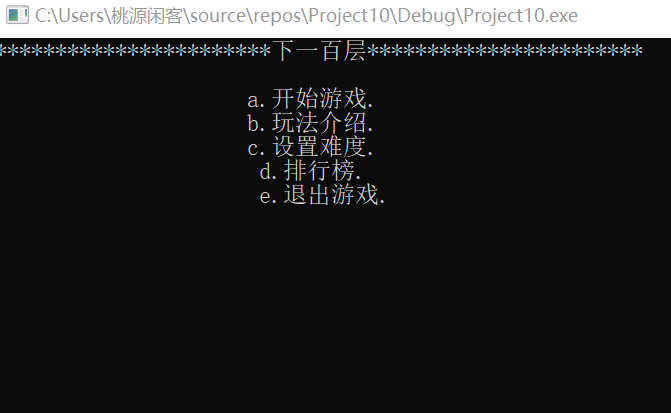 C:\Users\桃源闲客\source\repos\Project10\Debug\Project10.exe
***********************下一百层***********************
a.开始游戏.
b.玩法介绍.
c.设置难度.
d.排行榜.
e.退出游戏.